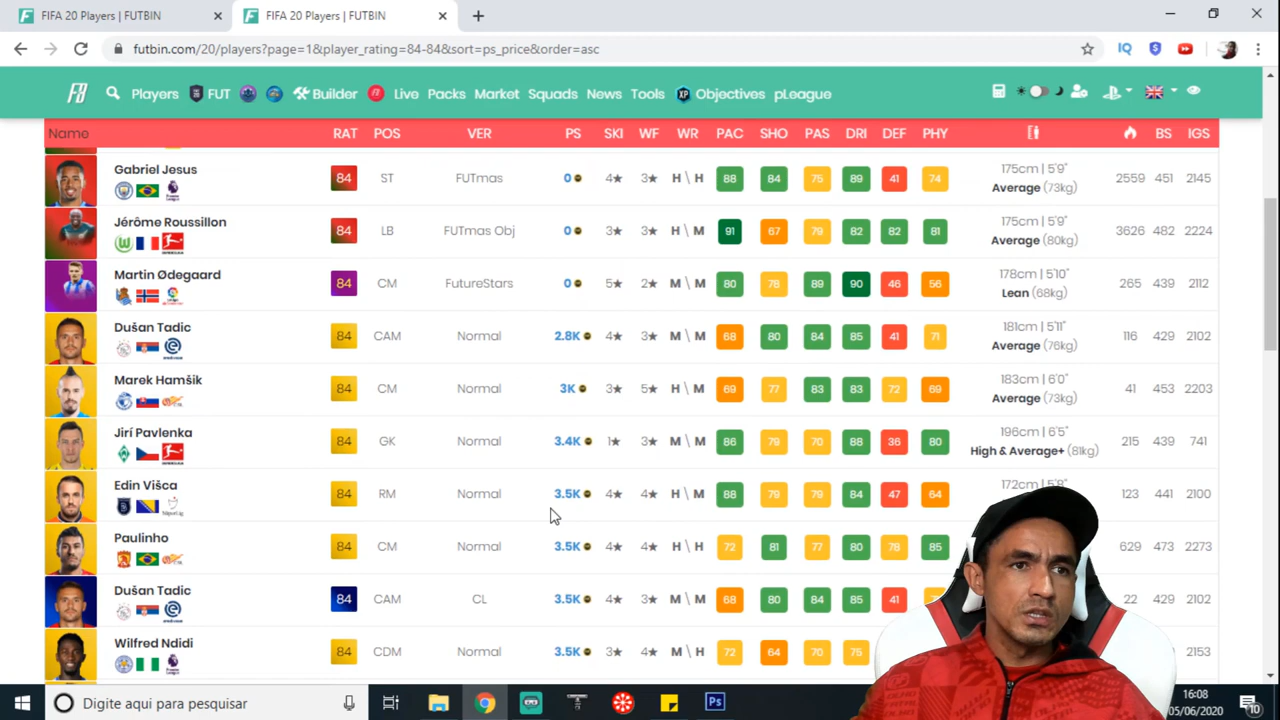 FIFA 20 Players | FUTBIN
FIFA 20 Players | FUTBIN
futbin.com/20/players?page=1&player_rating=84-84&sort=ps_price&order=asc
IQ
Players FUT Builder Live Packs Market Squads News Tools XP Objectives pLeague
Name RAT POS VER PS SKI WF WR PAC SHO PAS DRI DEF PHY BS IGS
Gabriel Jesus 84 ST FUTmas 0 4★ 3★ H \ H 88 84 75 89 41 74 175cm | 5'9" Average (73kg) 2559 451 2145
Jérôme Roussillon 84 LB FUTmas Obj 0 3★ 3★ H \ M 91 67 79 82 82 81 175cm | 5'9" Average (80kg) 3626 482 2224
Martin Ødegaard 84 CM FutureStars 0 5★ 2★ M \ M 80 78 89 90 46 56 178cm | 5'10" Lean (68kg) 265 439 2112
Dušan Tadic 84 CAM Normal 2.8K 4★ 3★ M \ M 68 80 84 85 41 71 181cm | 5'11" Average (76kg) 116 429 2102
Marek Hamšik 84 CM Normal 3K 3★ 5★ H \ M 69 77 83 83 72 69 183cm | 6'0" Average (73kg) 41 453 2203
Jirí Pavlenka 84 GK Normal 3.4K 1★ 3★ M \ M 86 79 70 88 36 80 196cm | 6'5" High & Average+ (81kg) 215 439 741
Edin Višca 84 RM Normal 3.5K 4★ 4★ H \ M 88 79 79 84 47 64 172cm | 5'8" 123 441 2100
Paulinho 84 CM Normal 3.5K 4★ 4★ H \ H 72 81 77 80 78 85 629 473 2273
Dušan Tadic 84 CAM CL 3.5K 4★ 3★ M \ M 68 80 84 85 41 22 429 2102
Wilfred Ndidi 84 CDM Normal 3.5K 3★ 4★ M \ H 72 64 70 75 2153
Digite aqui para pesquisar
16:08
05/06/2020
10